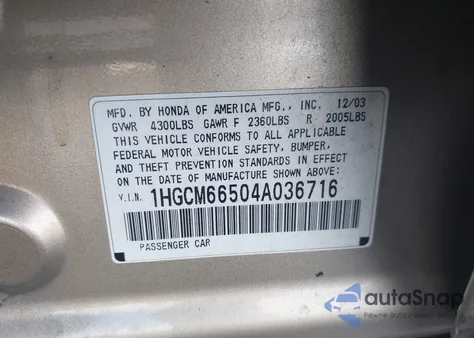 MFD. BY HONDA OF AMERICA MFG., INC. 12/03
GVWR 4300LBS GAWR F 2360LBS R 2005LBS
THIS VEHICLE CONFORMS TO ALL APPLICABLE
FEDERAL MOTOR VEHICLE SAFETY, BUMPER,
AND THEFT PREVENTION STANDARDS IN EFFECT
ON THE DATE OF MANUFACTURE SHOWN ABOVE:
V.I.N. 1HGCM66504A036716
PASSENGER CAR
autoSnap
Pewne auta